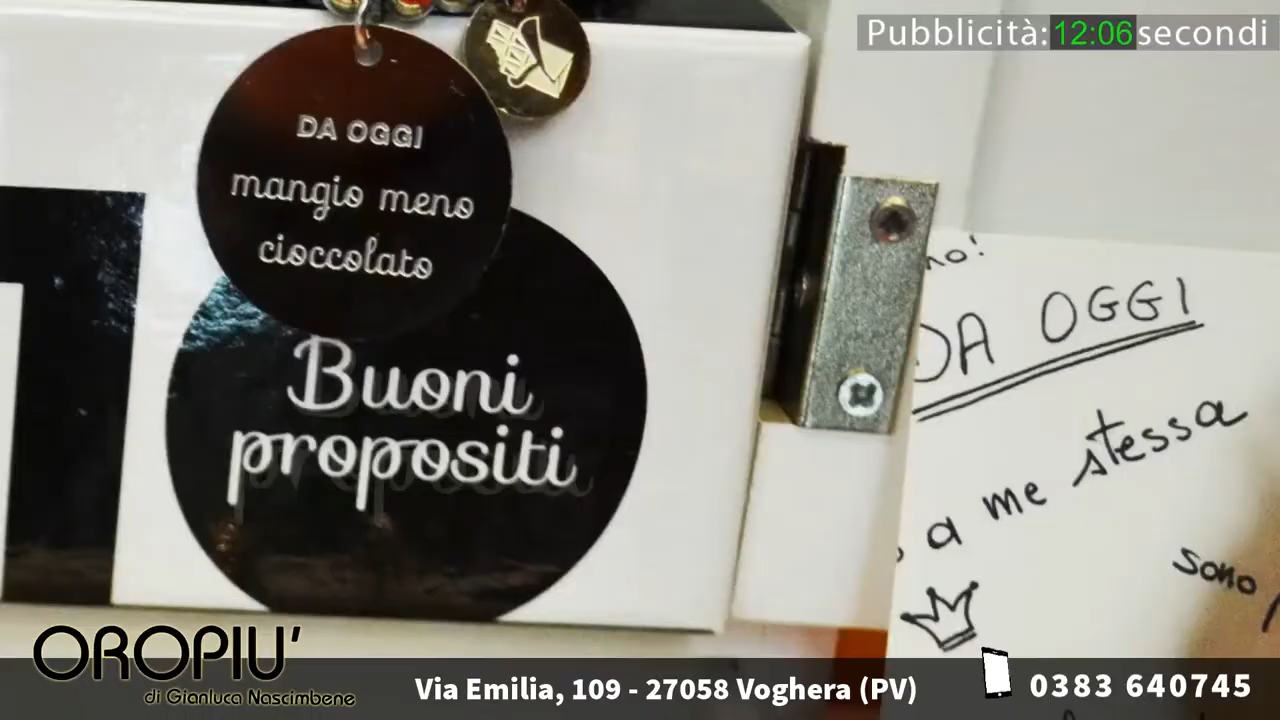 Pubblicità: 12:06 secondi
DA OGGI
mangio meno
cioccolato
Buoni
propositi
DA OGGI
a me stessa
sono
OROPIU'
di Gianluca Nascimbene
Via Emilia, 109 - 27058 Voghera (PV)
0383 640745